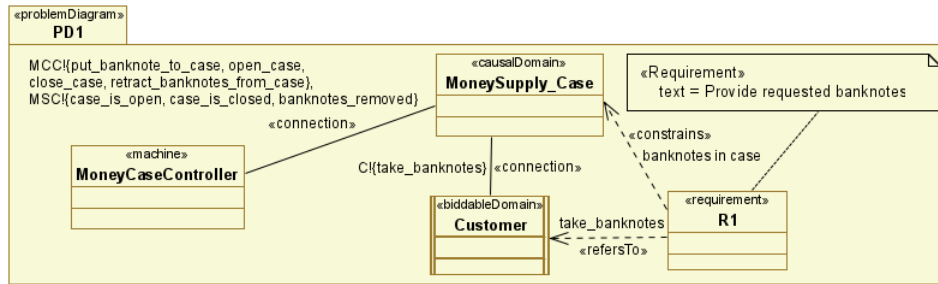 «problemDiagram»
PD1
MCC!{put_banknote_to_case, open_case,
close_case, retract_banknotes_from_case},
MSC!{case_is_open, case_is_closed, banknotes_removed}
«connection»
«causalDomain»
MoneySupply_Case
«Requirement»
text = Provide requested banknotes
«constrains»
banknotes in case
«machine»
MoneyCaseController
C!{take_banknotes}
«connection»
«biddableDomain»
Customer
take_banknotes
«refersTo»
«requirement»
R1